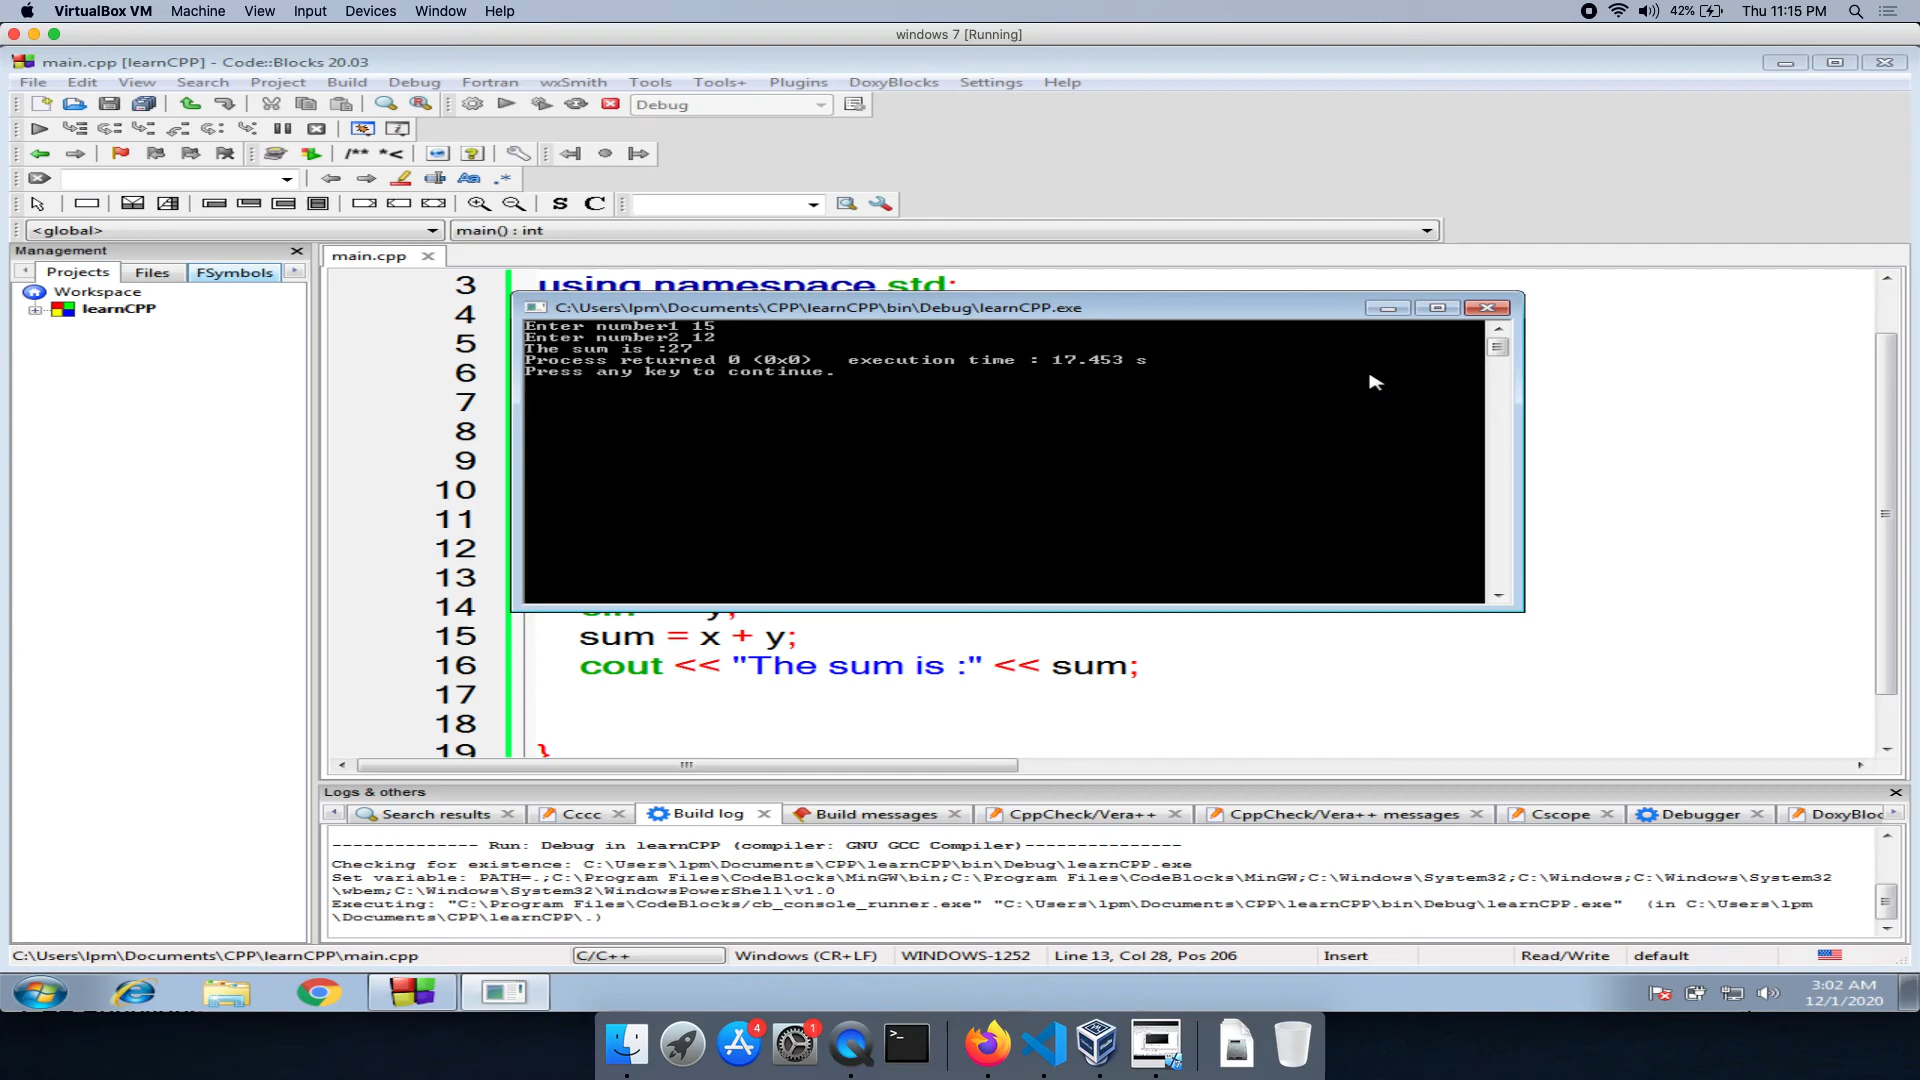 VirtualBox VM Machine View Input Devices Window Help 42% Thu 11:15 PM
windows 7 [Running]
main.cpp [learnCPP] - Code::Blocks 20.03
File Edit View Search Project Build Debug Fortran wxSmith Tools Tools+ Plugins DoxyBlocks Settings Help
Debug
/** *<
Aa .*
S C
<global> main() : int
Management
Projects Files FSymbols
Workspace
learnCPP
main.cpp
3 using namespace std;
4
5
6
7
8
9
10
11
12
13
14
15 sum = x + y;
16 cout << "The sum is :" << sum;
17
18
19 }
C:\Users\lpm\Documents\CPP\learnCPP\bin\Debug\learnCPP.exe
Enter number1 15
Enter number2 12
The sum is :27
Process returned 0 (0x0) execution time : 17.453 s
Press any key to continue.
Logs & others
Search results Cccc Build log Build messages CppCheck/Vera++ CppCheck/Vera++ messages Cscope Debugger DoxyBloc
-------------- Run: Debug in learnCPP (compiler: GNU GCC Compiler)---------------
Checking for existence: C:\Users\lpm\Documents\CPP\learnCPP\bin\Debug\learnCPP.exe
Set variable: PATH=.;C:\Program Files\CodeBlocks\MinGW\bin;C:\Program Files\CodeBlocks\MinGW;C:\Windows\System32;C:\Windows;C:\Windows\System32
\wbem;C:\Windows\System32\WindowsPowerShell\v1.0
Executing: "C:\Program Files\CodeBlocks/cb_console_runner.exe" "C:\Users\lpm\Documents\CPP\learnCPP\bin\Debug\learnCPP.exe" (in C:\Users\lpm
\Documents\CPP\learnCPP\.)
C:\Users\lpm\Documents\CPP\learnCPP\main.cpp C/C++ Windows (CR+LF) WINDOWS-1252 Line 13, Col 28, Pos 206 Insert Read/Write default
3:02 AM
12/1/2020
4 1